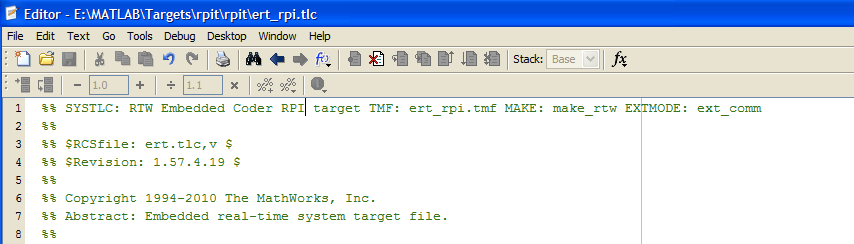 Editor - E:\MATLAB\Targets\rpit\rpit\ert_rpi.tlc
File Edit Text Go Tools Debug Desktop Window Help
Stack: Base fx
1.0 1.1
1 %% SYSTLC: RTW Embedded Coder RPI target TMF: ert_rpi.tmf MAKE: make_rtw EXTMODE: ext_comm
2 %%
3 %% $RCSfile: ert.tlc,v $
4 %% $Revision: 1.57.4.19 $
5 %%
6 %% Copyright 1994-2010 The MathWorks, Inc.
7 %% Abstract: Embedded real-time system target file.
8 %%